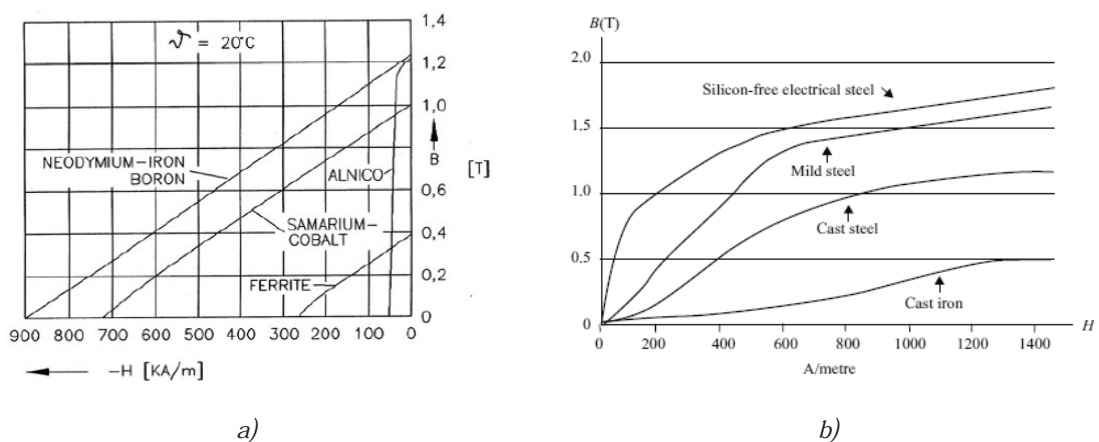 ϑ = 20°C
1,4
1,2
1,0
B
[T]
0,6
0,4
0,2
0
NEODYMIUM–IRON
BORON
ALNICO
SAMARIUM–
COBALT
FERRITE
900 800 700 600 500 400 300 200 100 0
–H [KA/m]
a)
B(T)
2.0
1.5
1.0
0.5
0
Silicon-free electrical steel
Mild steel
Cast steel
Cast iron
H
0 200 400 600 800 1000 1200 1400
A/metre
b)